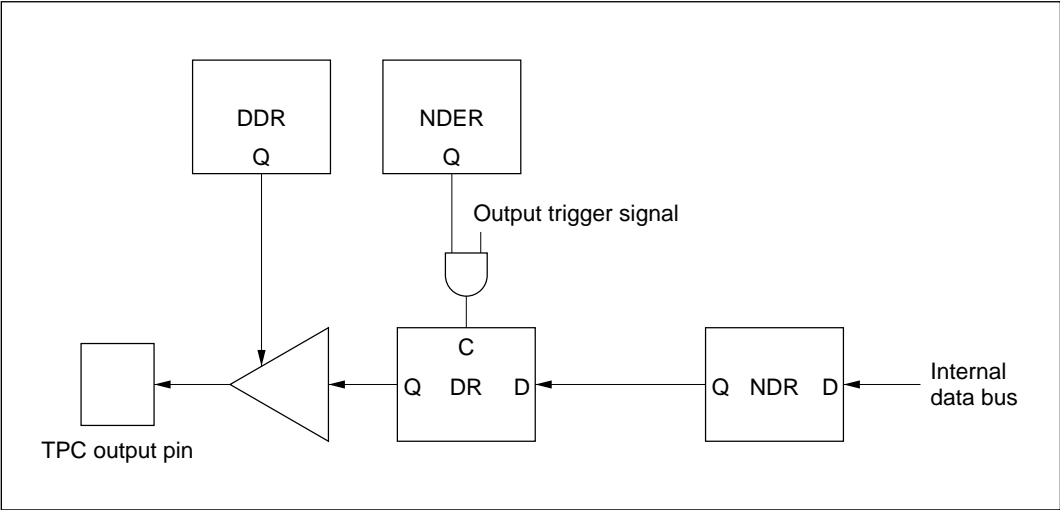 DDR
Q
NDER
Q
Output trigger signal
C
Q DR D
Q NDR D
Internal
data bus
TPC output pin